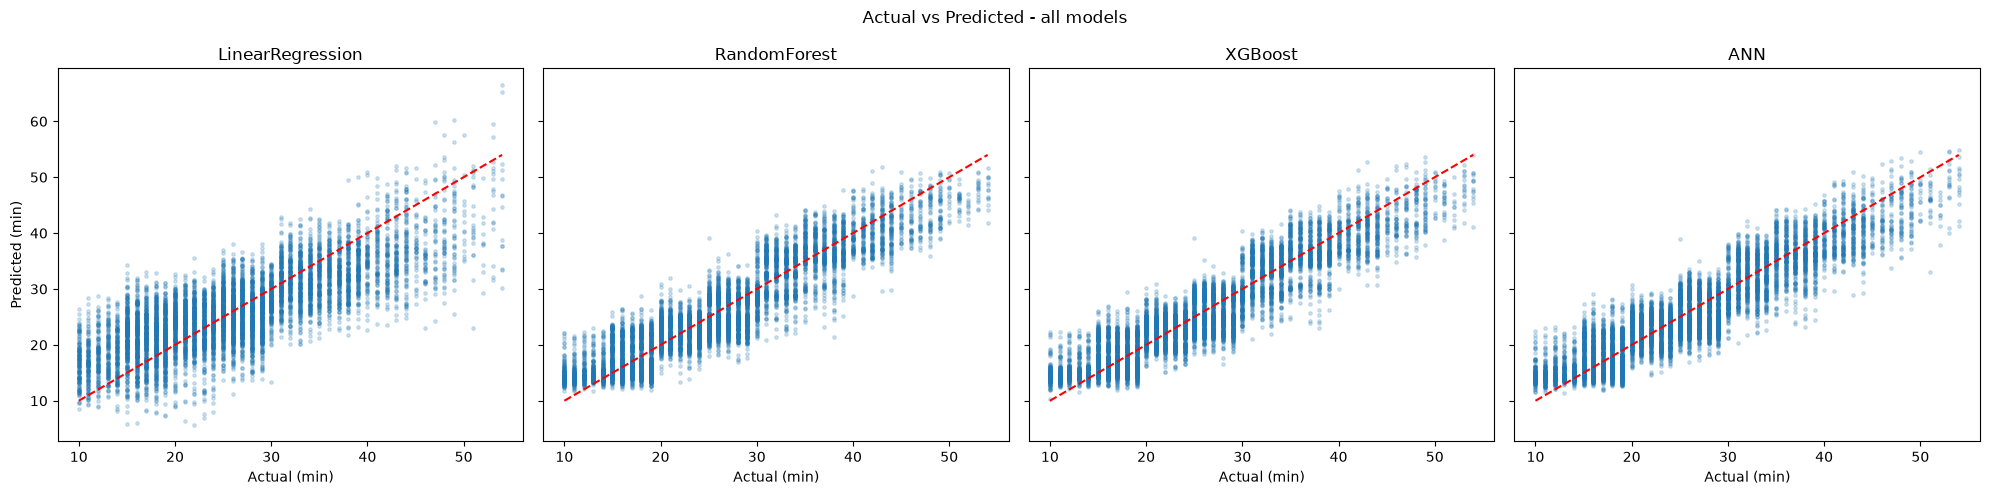 Actual vs Predicted - all models
LinearRegression
RandomForest
XGBoost
ANN
Predicted (min)
60
50
40
30
20
10
10 20 30 40 50
10 20 30 40 50
10 20 30 40 50
10 20 30 40 50
Actual (min)
Actual (min)
Actual (min)
Actual (min)